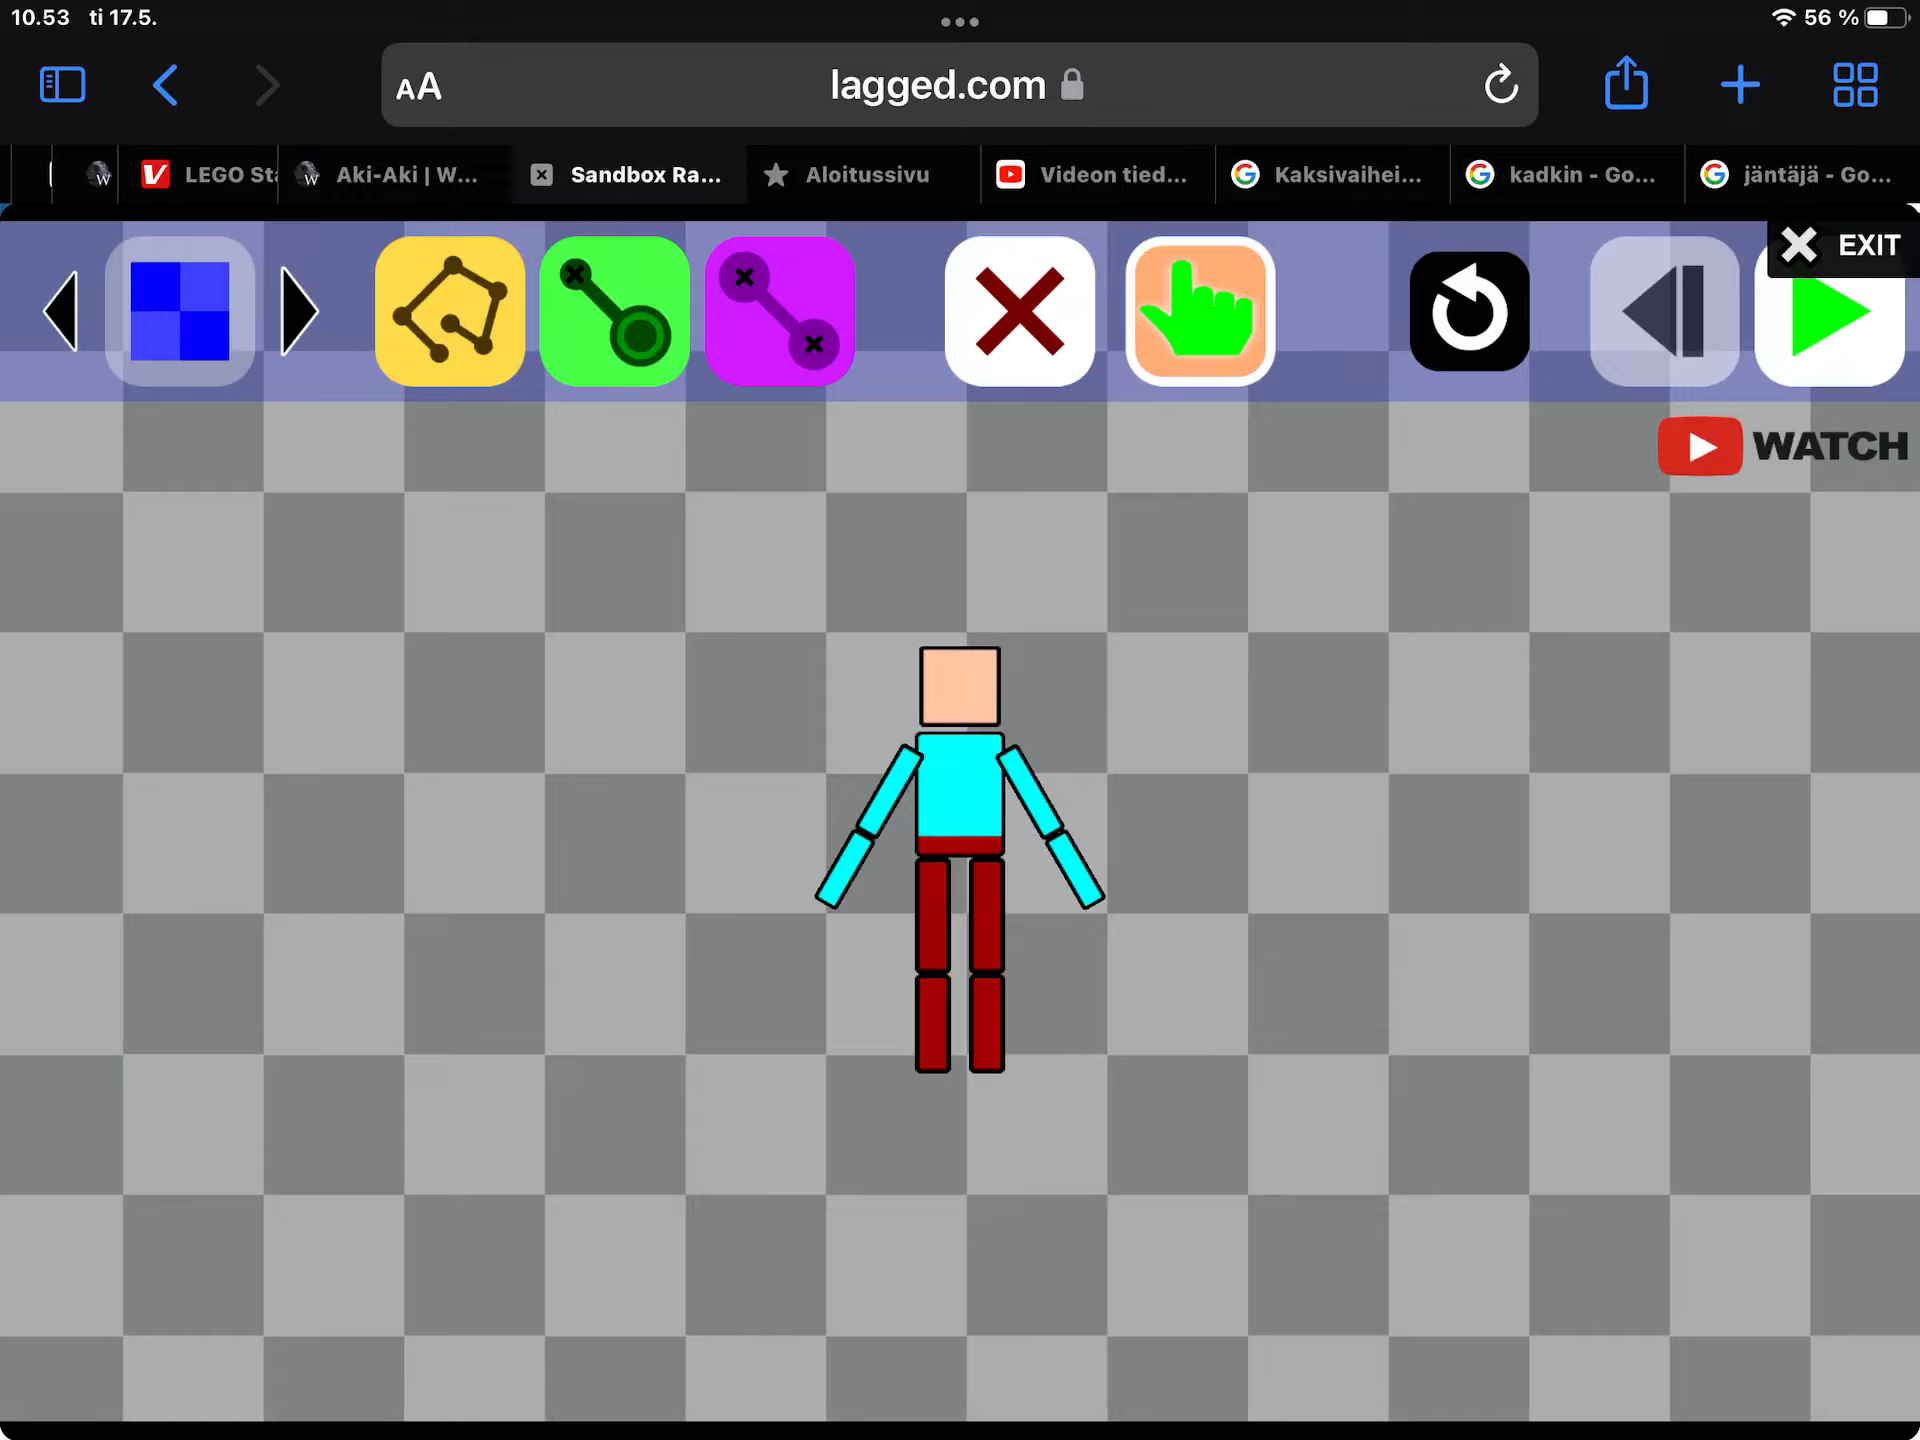 10.53 ti 17.5.
56 %
AA lagged.com
LEGO Sta
Aki-Aki | W...
Sandbox Ra...
Aloitussivu
Videon tied...
Kaksivaihei...
kadkin - Go...
jäntäjä - Go...
EXIT
WATCH